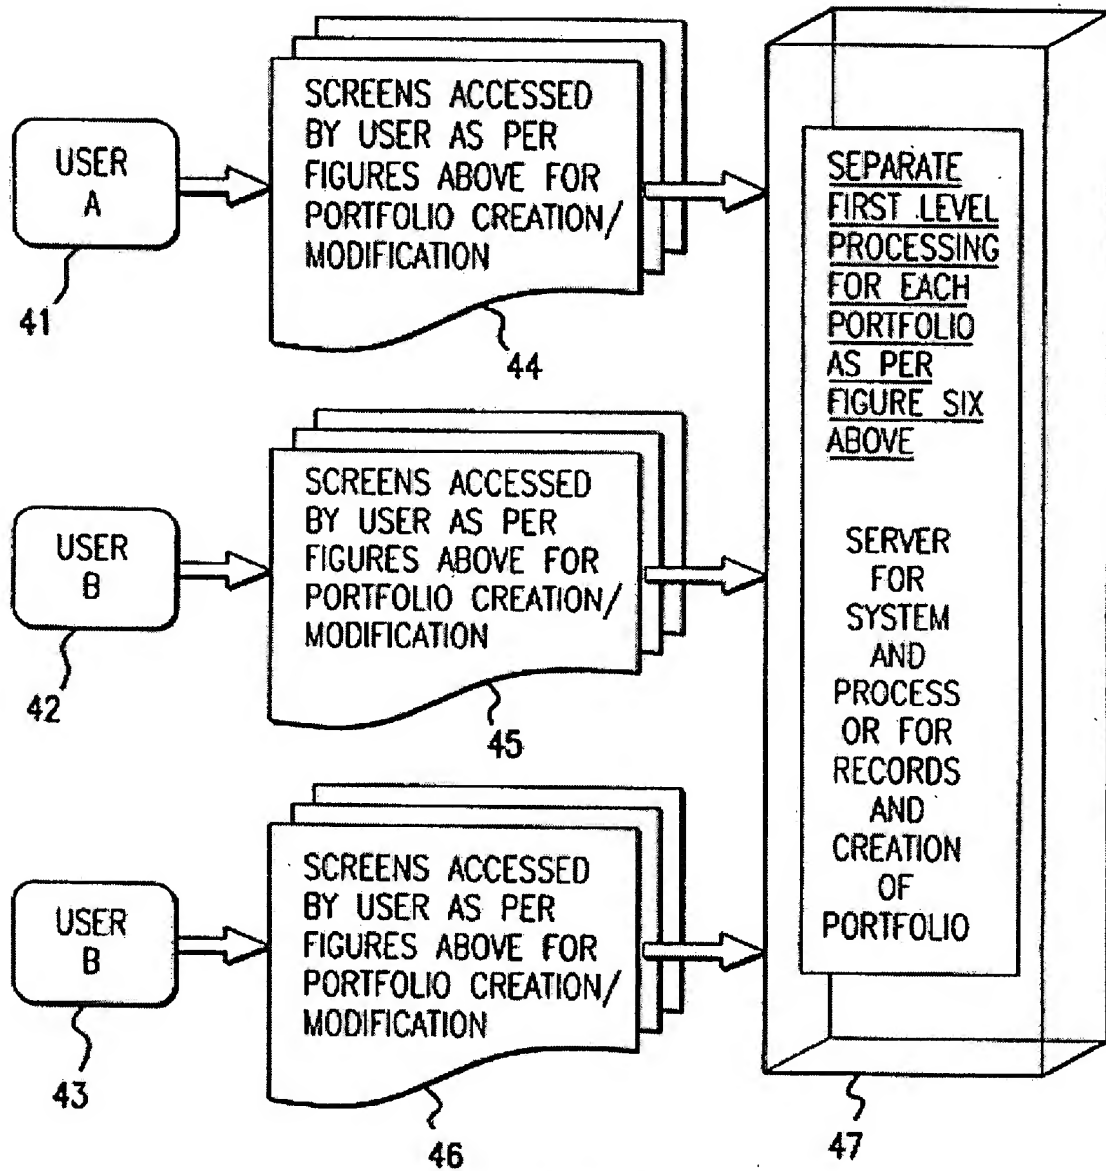 USER
A
41
SCREENS ACCESSED
BY USER AS PER
FIGURES ABOVE FOR
PORTFOLIO CREATION/
MODIFICATION
44
USER
B
42
SCREENS ACCESSED
BY USER AS PER
FIGURES ABOVE FOR
PORTFOLIO CREATION/
MODIFICATION
45
USER
B
43
SCREENS ACCESSED
BY USER AS PER
FIGURES ABOVE FOR
PORTFOLIO CREATION/
MODIFICATION
46
SEPARATE
FIRST LEVEL
PROCESSING
FOR EACH
PORTFOLIO
AS PER
FIGURE SIX
ABOVE
SERVER
FOR
SYSTEM
AND
PROCESS
OR FOR
RECORDS
AND
CREATION
OF
PORTFOLIO
47